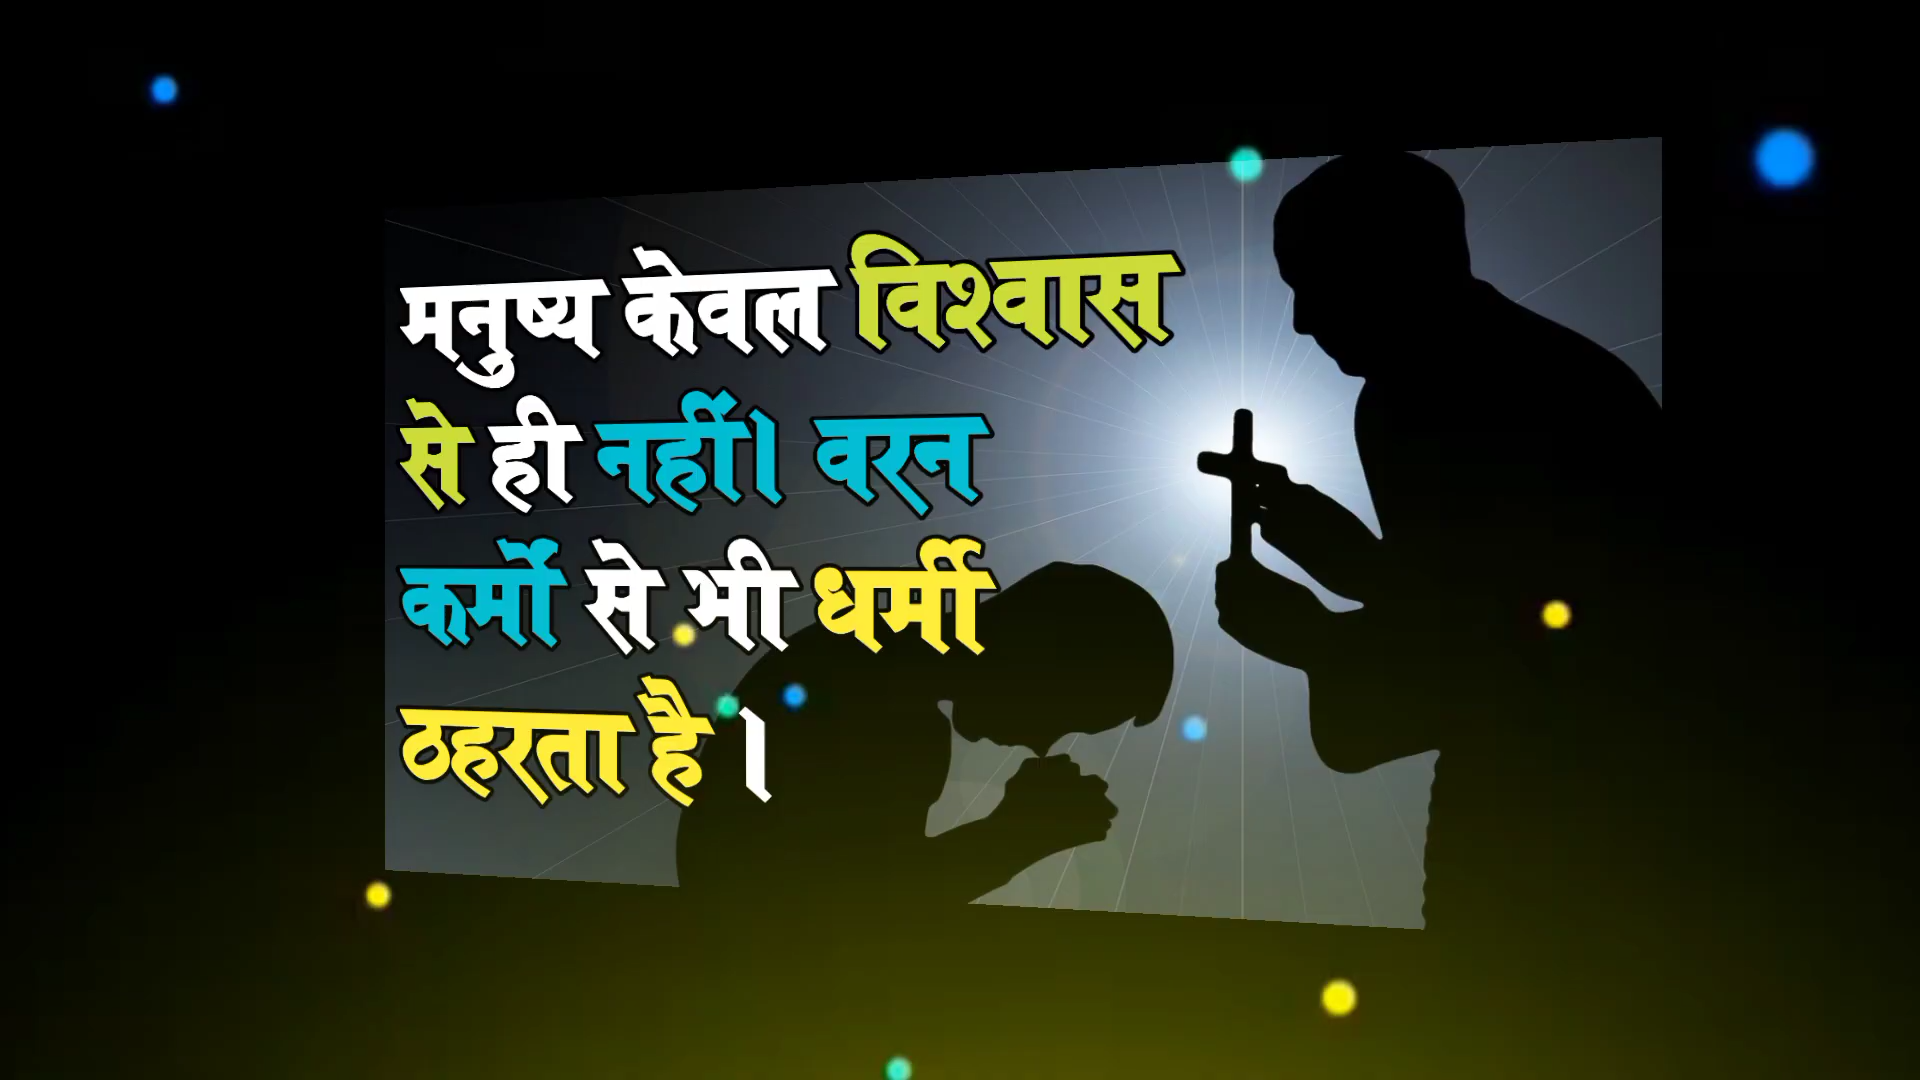 मनुष्य केवल विश्वास
से ही नहीं। वरन
कर्मो से भी धर्मी
ठहरता है ।